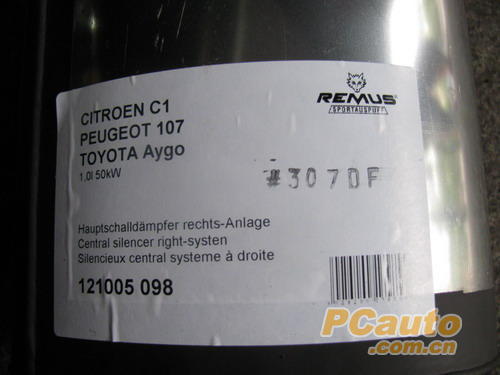 CITROEN C1
PEUGEOT 107
TOYOTA Aygo
1,0l 50kW
REMUS®
SPORTAUSPUFF
#307DF
Hauptschalldämpfer rechts-Anlage
Central silencer right-systen
Silencieux central systeme à droite
121005 098
PCauto
.com.cn